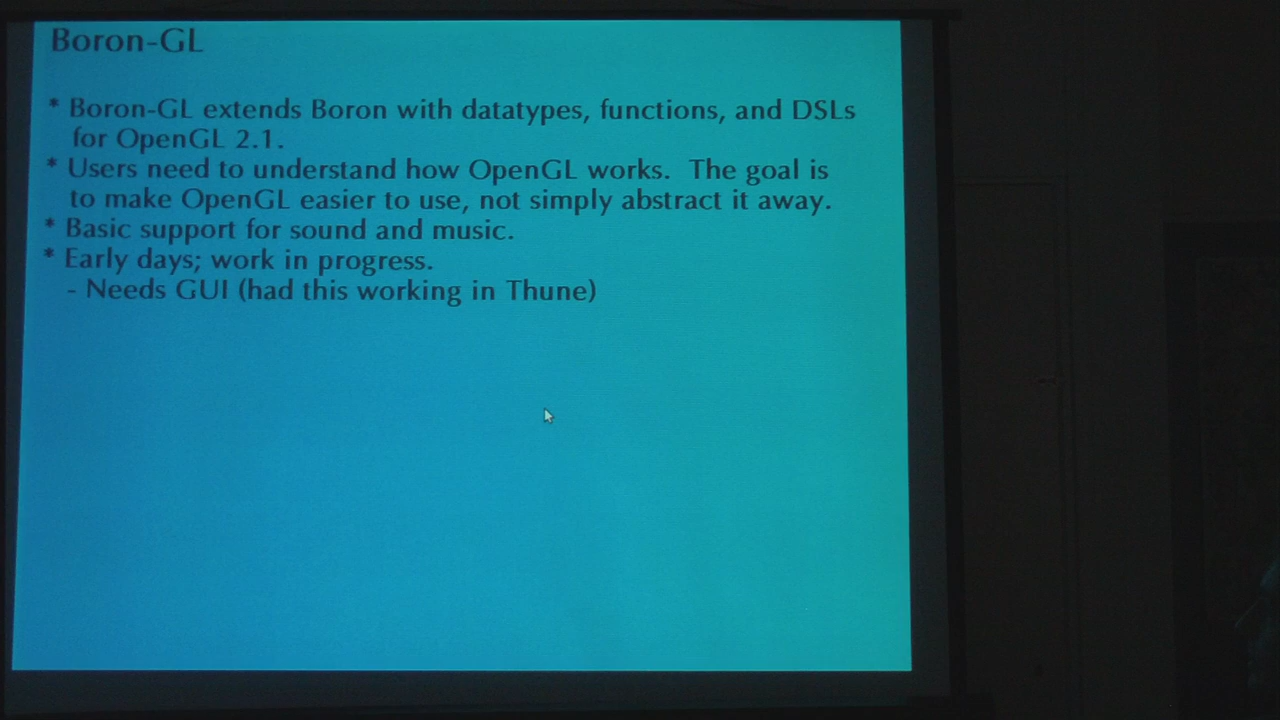 Boron-GL
* Boron-GL extends Boron with datatypes, functions, and DSLs
for OpenGL 2.1.
* Users need to understand how OpenGL works. The goal is
to make OpenGL easier to use, not simply abstract it away.
* Basic support for sound and music.
* Early days; work in progress.
- Needs GUI (had this working in Thune)